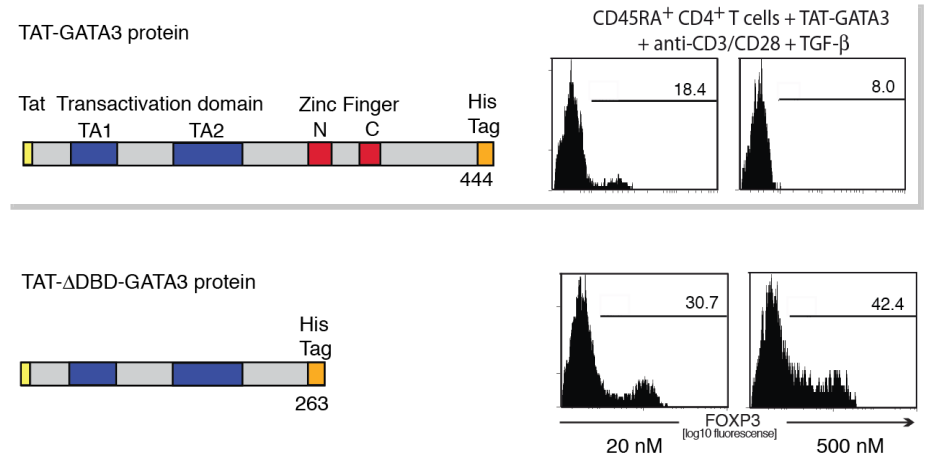 TAT-GATA3 protein
CD45RA+ CD4+ T cells + TAT-GATA3
+ anti-CD3/CD28 + TGF-β
Tat Transactivation domain Zinc Finger His
TA1 TA2 N C Tag
444
18.4
8.0
TAT-ΔDBD-GATA3 protein
His
Tag
263
30.7
42.4
FOXP3
[log10 fluorescense]
20 nM 500 nM